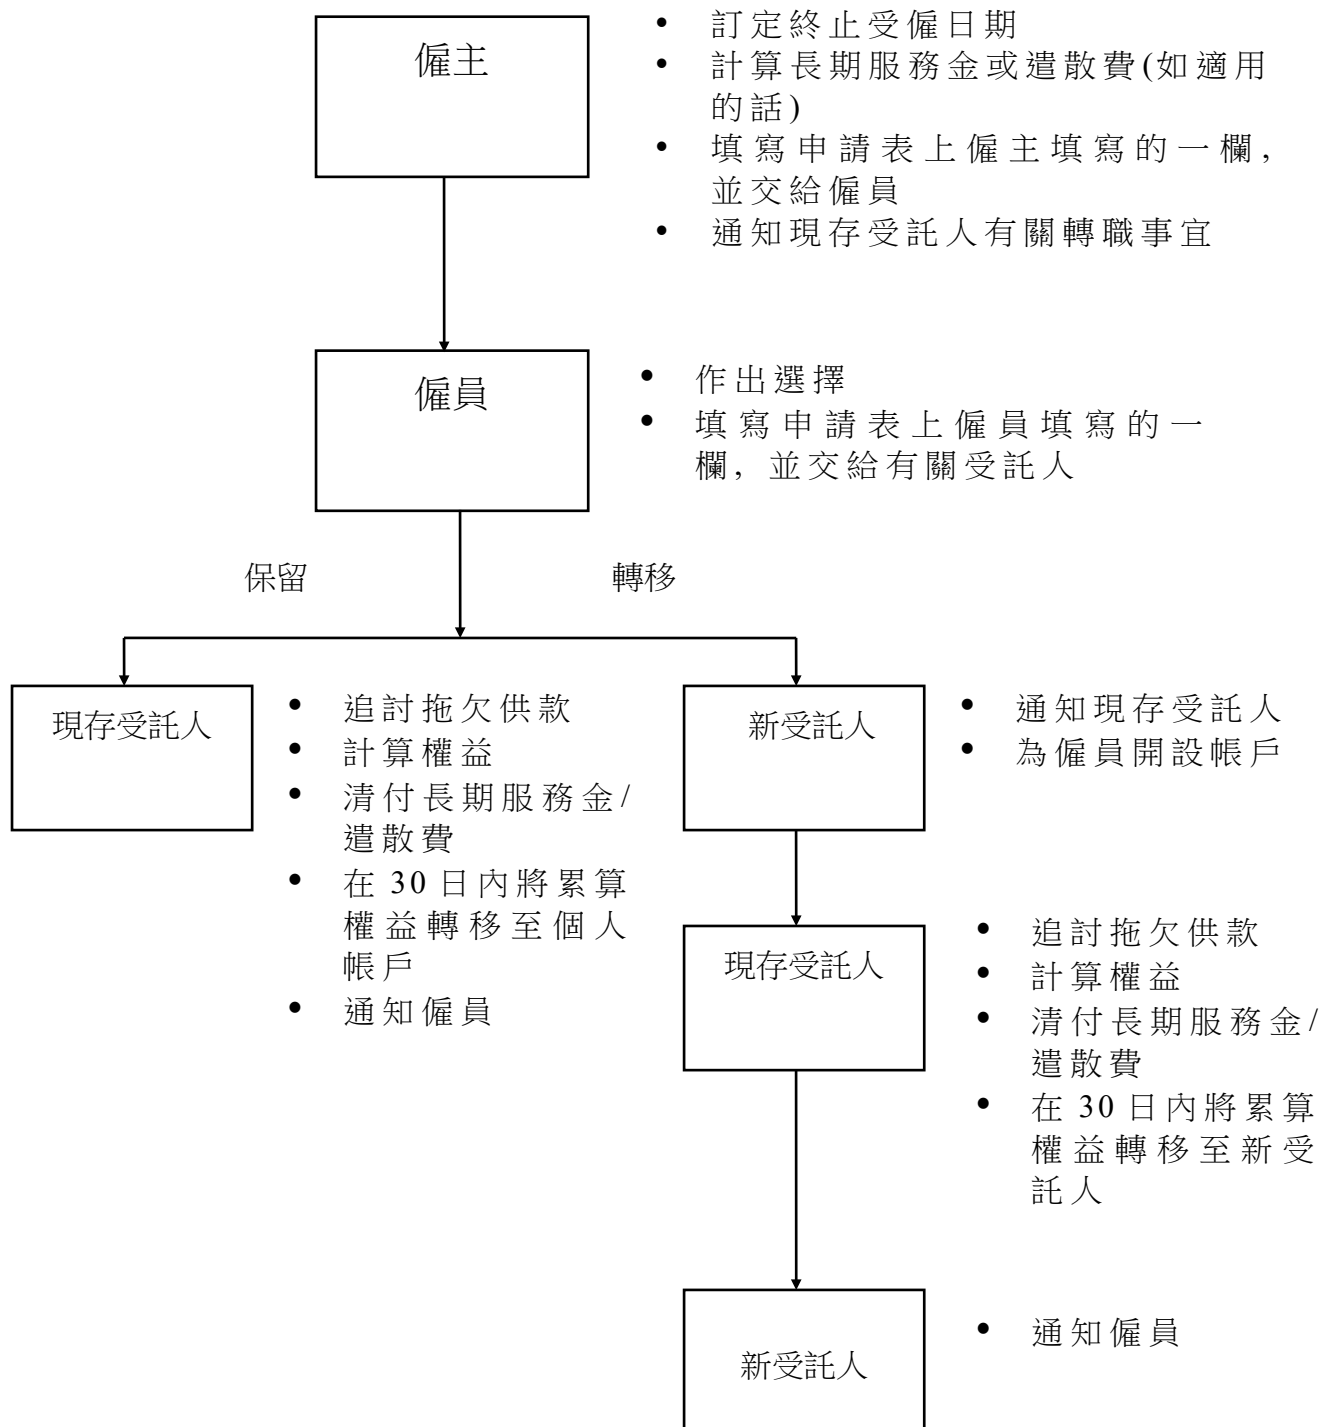 僱主
• 訂定終止受僱日期
• 計算長期服務金或遣散費(如適用
的話)
• 填寫申請表上僱主填寫的一欄,
並交給僱員
• 通知現存受託人有關轉職事宜
僱員
• 作出選擇
• 填寫申請表上僱員填寫的一
欄, 並交給有關受託人
保留
轉移
現存受託人
• 追討拖欠供款
• 計算權益
• 清付長期服務金/
遣散費
• 在 30 日內將累算
權益轉移至個人
帳戶
• 通知僱員
新受託人
• 通知現存受託人
• 為僱員開設帳戶
現存受託人
• 追討拖欠供款
• 計算權益
• 清付長期服務金/
遣散費
• 在 30 日內將累算
權益轉移至新受
託人
新受託人
• 通知僱員